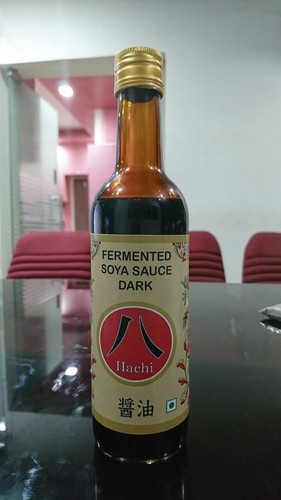 FERMENTED
SOYA SAUCE
DARK
八
Hachi
醤油